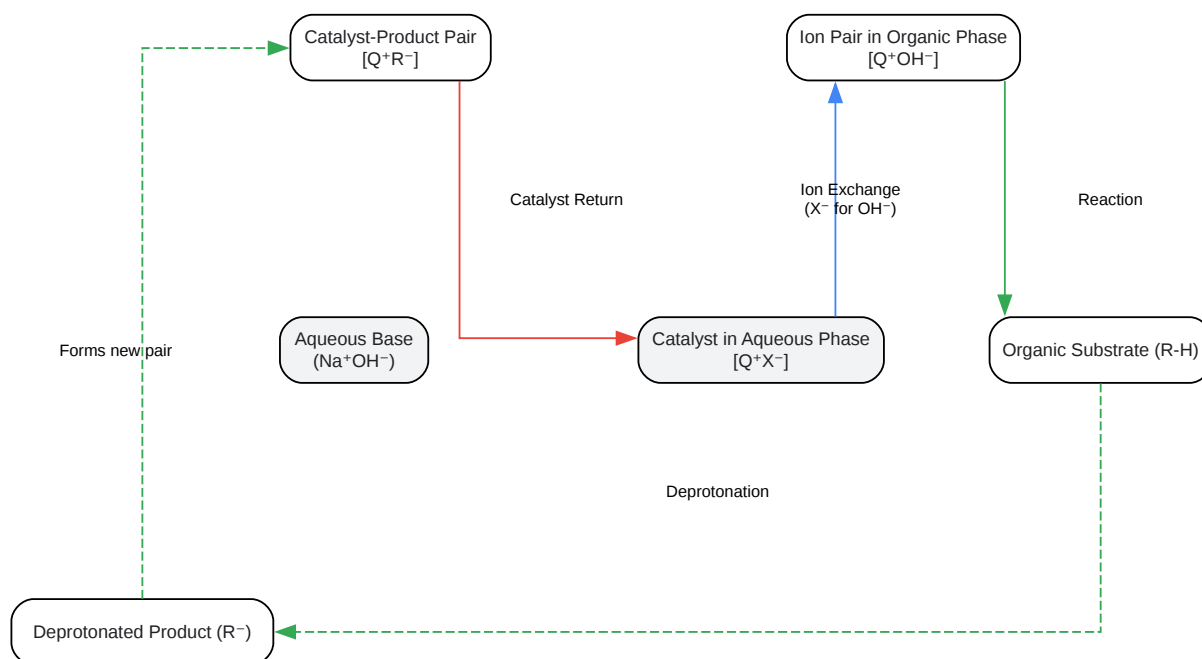 Catalyst-Product Pair
[Q⁺R⁻]
Ion Pair in Organic Phase
[Q⁺OH⁻]
Catalyst Return
Ion Exchange
(X⁻ for OH⁻)
Reaction
Forms new pair
Aqueous Base
(Na⁺OH⁻)
Catalyst in Aqueous Phase
[Q⁺X⁻]
Organic Substrate (R-H)
Deprotonation
Deprotonated Product (R⁻)